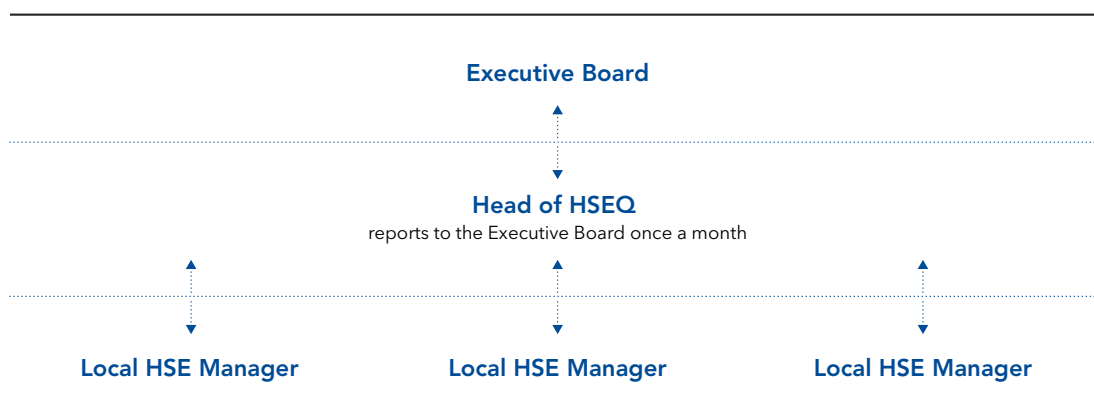 Executive Board
Head of HSEQ
reports to the Executive Board once a month
Local HSE Manager
Local HSE Manager
Local HSE Manager